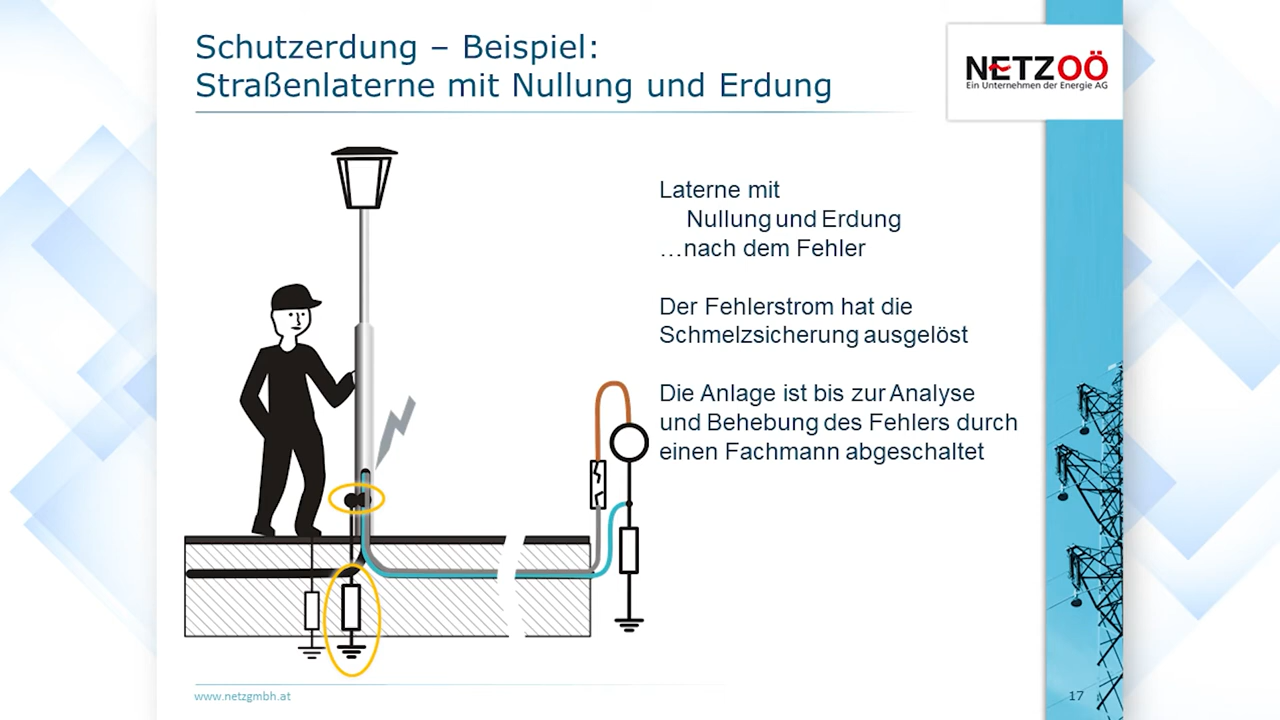 Schutzerdung – Beispiel:
Straßenlaterne mit Nullung und Erdung
NETZOÖ
Ein Unternehmen der Energie AG
Laterne mit
Nullung und Erdung
...nach dem Fehler
Der Fehlerstrom hat die
Schmelzsicherung ausgelöst
Die Anlage ist bis zur Analyse
und Behebung des Fehlers durch
einen Fachmann abgeschaltet
www.netzgmbh.at
17